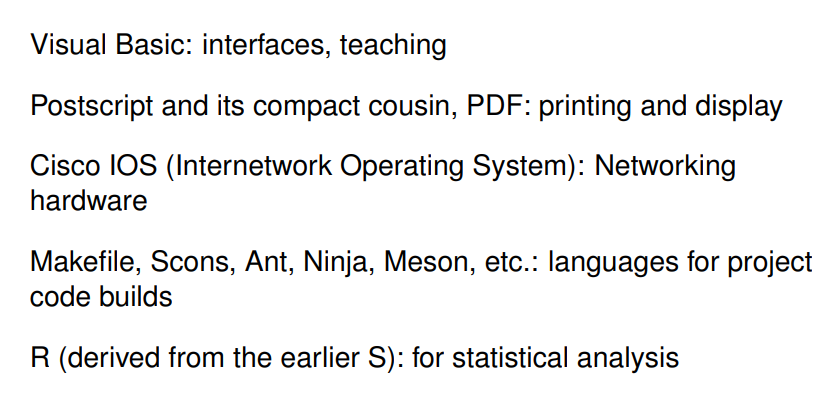 Visual Basic: interfaces, teaching
Postscript and its compact cousin, PDF: printing and display
Cisco IOS (Internetwork Operating System): Networking
hardware
Makefile, Scons, Ant, Ninja, Meson, etc.: languages for project
code builds
R (derived from the earlier S): for statistical analysis